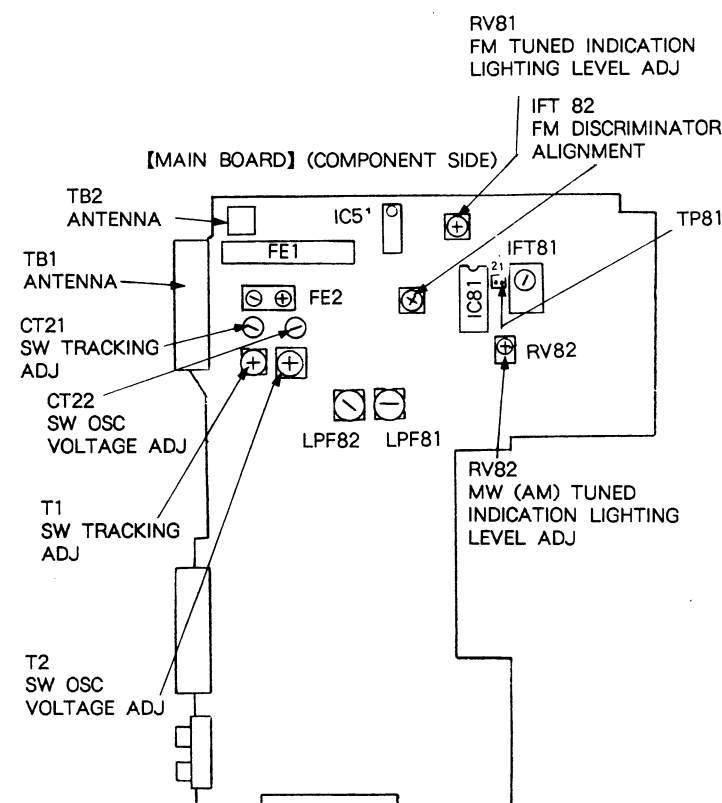 RV81
FM TUNED INDICATION
LIGHTING LEVEL ADJ
IFT 82
FM DISCRIMINATOR
ALIGNMENT
【MAIN BOARD】 (COMPONENT SIDE)
TB2
ANTENNA
IC5
TP81
FE1
IFT81
TB1
ANTENNA
21
IC81
FE2
CT21
SW TRACKING
ADJ
RV82
CT22
SW OSC
VOLTAGE ADJ
LPF82
LPF81
RV82
MW (AM) TUNED
INDICATION LIGHTING
LEVEL ADJ
T1
SW TRACKING
ADJ
T2
SW OSC
VOLTAGE ADJ